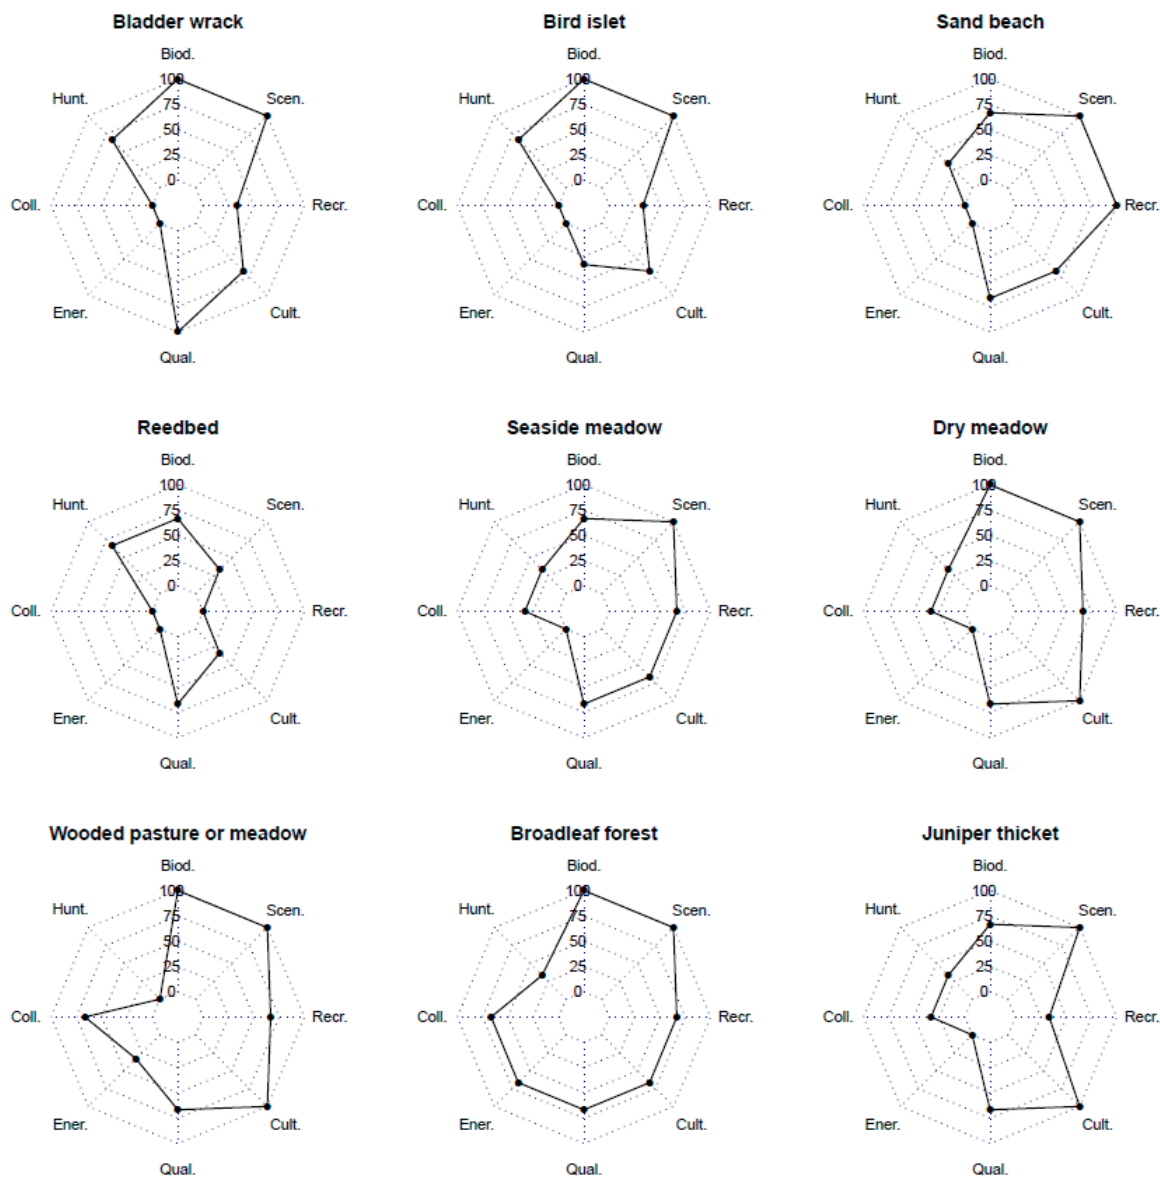 Bladder wrack
Biod.
Scen.
Recr.
Cult.
Qual.
Ener.
Coll.
Hunt.
100
75
50
25
0
Bird islet
Biod.
Scen.
Recr.
Cult.
Qual.
Ener.
Coll.
Hunt.
100
75
50
25
0
Sand beach
Biod.
Scen.
Recr.
Cult.
Qual.
Ener.
Coll.
Hunt.
100
75
50
25
0
Reedbed
Biod.
Scen.
Recr.
Cult.
Qual.
Ener.
Coll.
Hunt.
100
75
50
25
0
Seaside meadow
Biod.
Scen.
Recr.
Cult.
Qual.
Ener.
Coll.
Hunt.
100
75
50
25
0
Dry meadow
Biod.
Scen.
Recr.
Cult.
Qual.
Ener.
Coll.
Hunt.
100
75
50
25
0
Wooded pasture or meadow
Biod.
Scen.
Recr.
Cult.
Qual.
Ener.
Coll.
Hunt.
100
75
50
25
0
Broadleaf forest
Biod.
Scen.
Recr.
Cult.
Qual.
Ener.
Coll.
Hunt.
100
75
50
25
0
Juniper thicket
Biod.
Scen.
Recr.
Cult.
Qual.
Ener.
Coll.
Hunt.
100
75
50
25
0